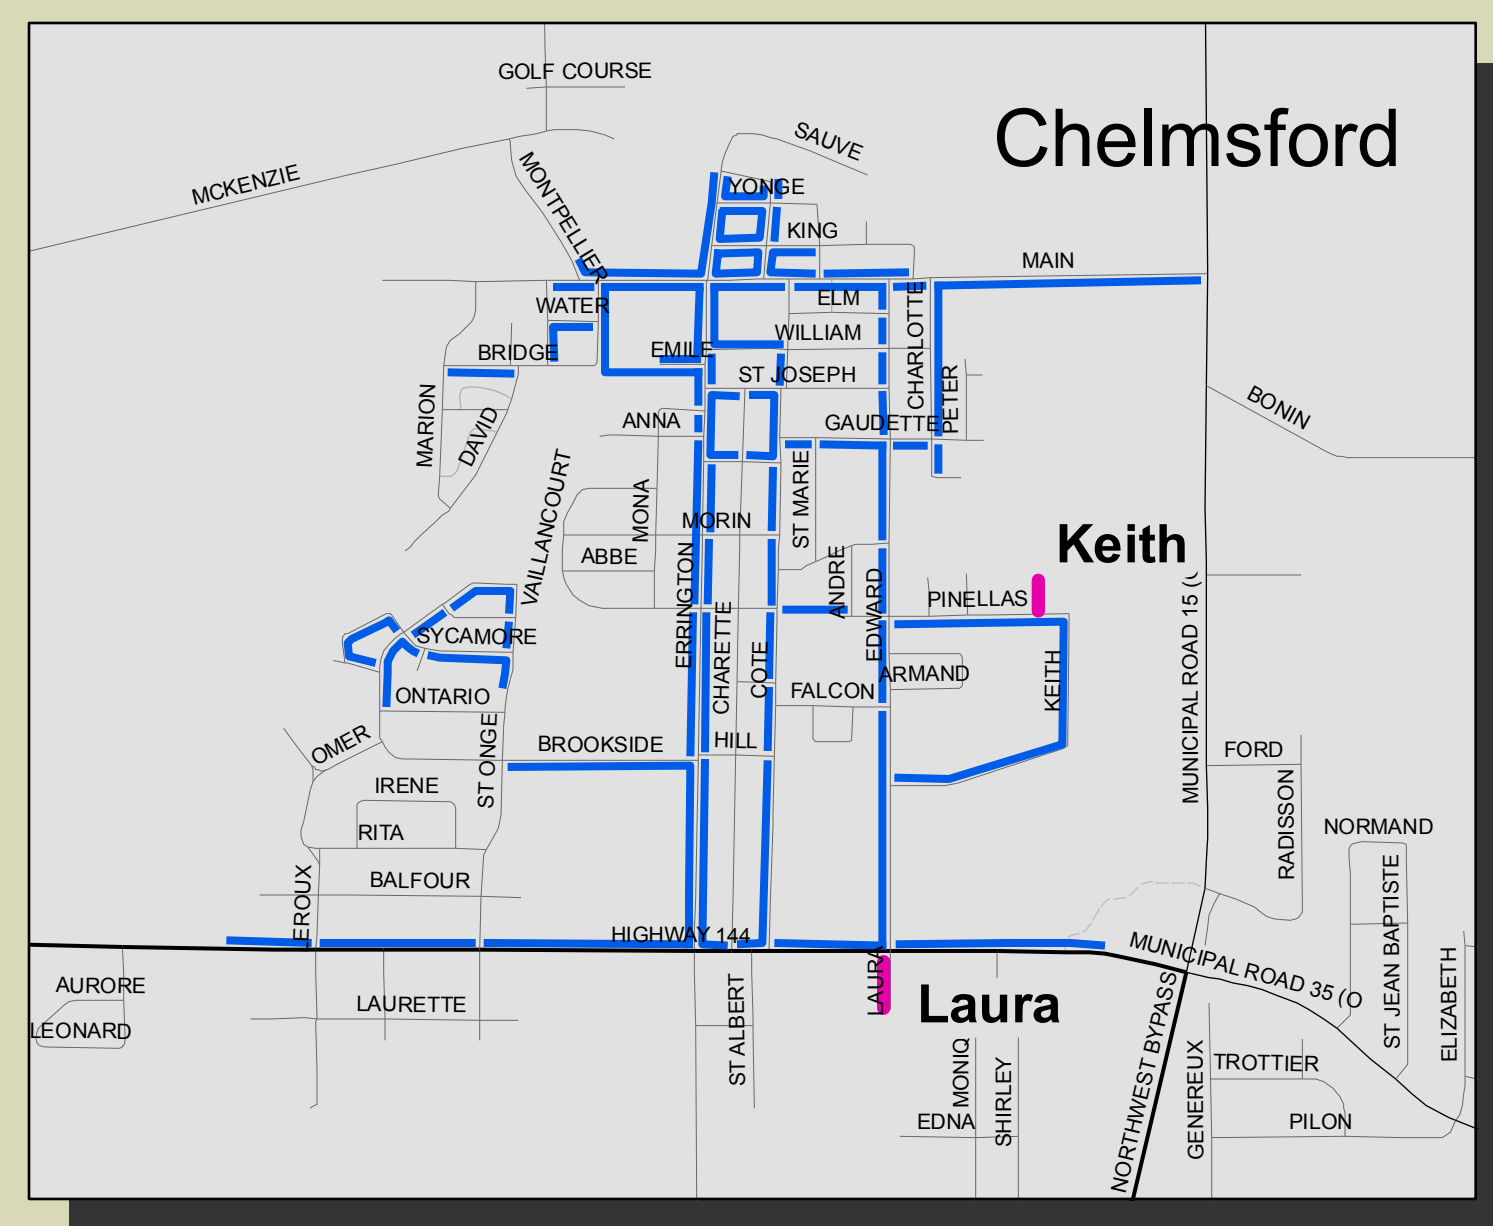 GOLF COURSE
Chelmsford
SAUVE
MCKENZIE
MONTPELLIER
YONGE
KING
MAIN
WATER
ELM
WILLIAM
CHARLOTTE
BRIDGE
EMILE
ST JOSEPH
PETER
BONIN
MARION
DAVID
ANNA
GAUDETTE
VAILLANCOURT
MONA
ST MARIE
MORIN
ABBE
Keith
ANDRE
EDWARD
PINELLAS
MUNICIPAL ROAD 15 (
ERRINGTON
CHARETTE
COTE
SYCAMORE
ONTARIO
FALCON
ARMAND
KEITH
OMER
ST ONGE
BROOKSIDE
HILL
FORD
IRENE
RADISSON
RITA
NORMAND
BALFOUR
EROUX
HIGHWAY 144
ST JEAN BAPTISTE
MUNICIPAL ROAD 35 (O
ELIZABETH
AURORE
LAURETTE
LAURA
Laura
LEONARD
ST ALBERT
MONIQ
SHIRLEY
NORTHWEST BYPASS
GENEREUX
TROTTIER
EDNA
PILON